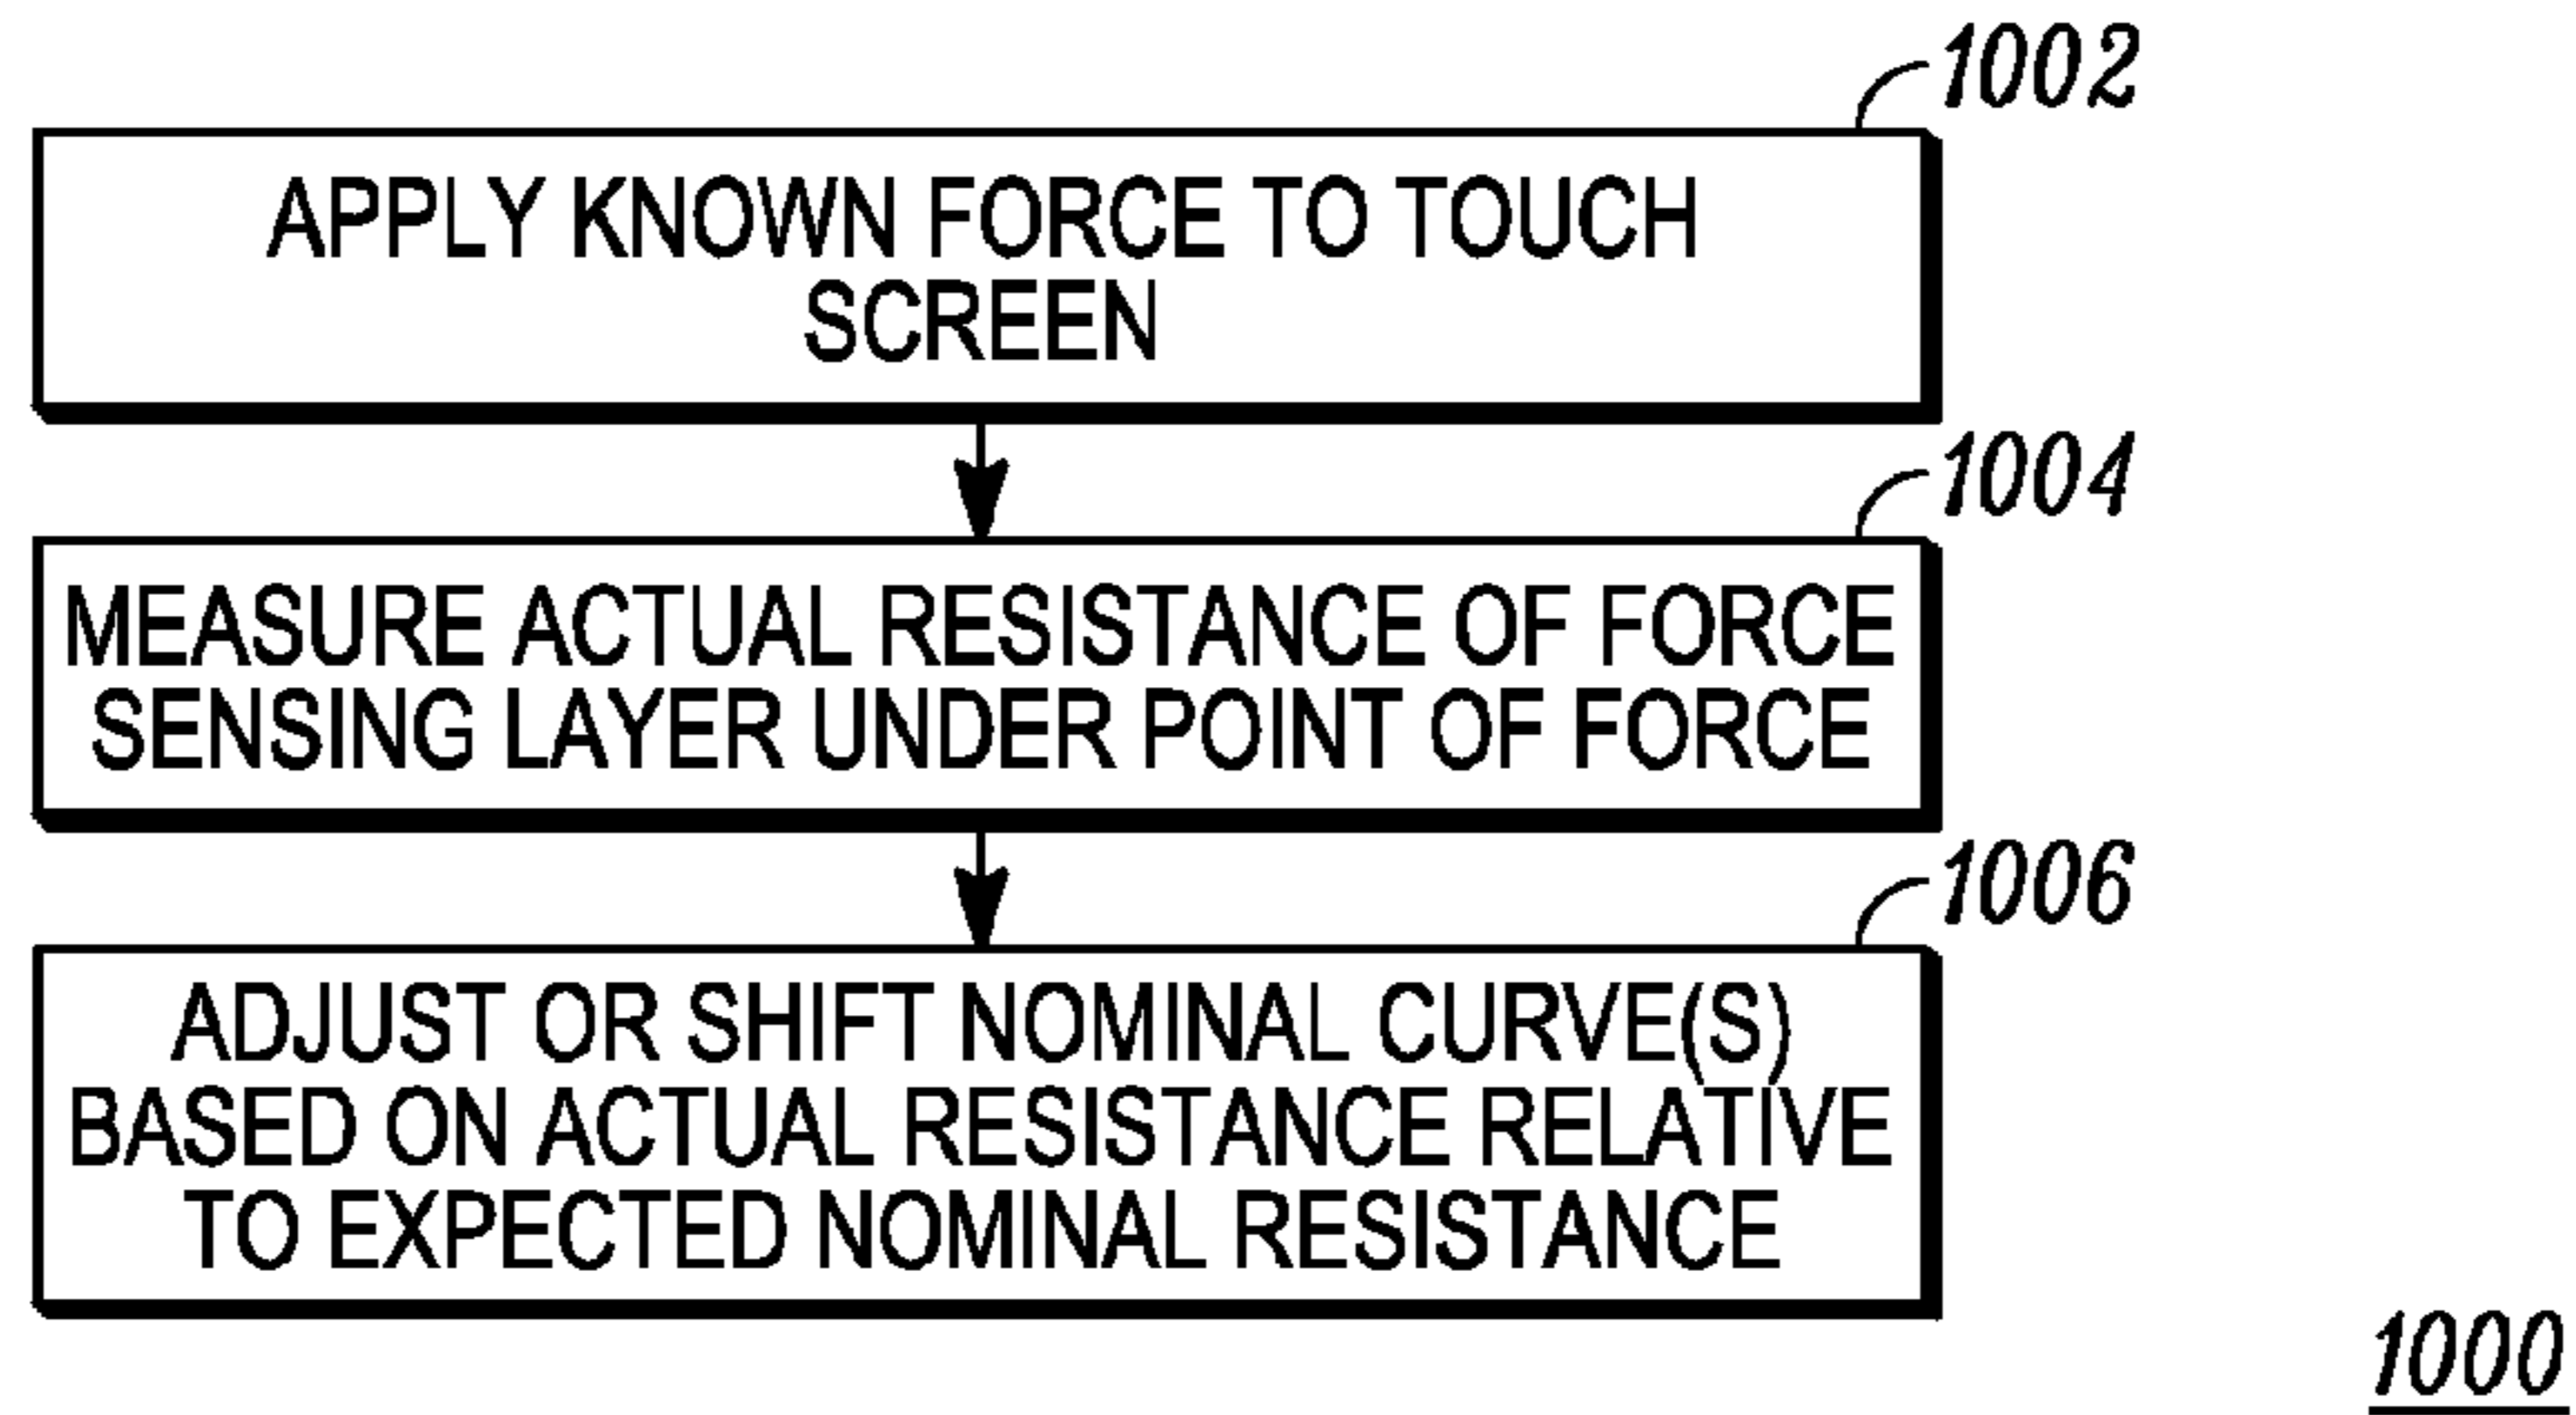 1002
APPLY KNOWN FORCE TO TOUCH
SCREEN
1004
MEASURE ACTUAL RESISTANCE OF FORCE
SENSING LAYER UNDER POINT OF FORCE
1006
ADJUST OR SHIFT NOMINAL CURVE(S)
BASED ON ACTUAL RESISTANCE RELATIVE
TO EXPECTED NOMINAL RESISTANCE
1000